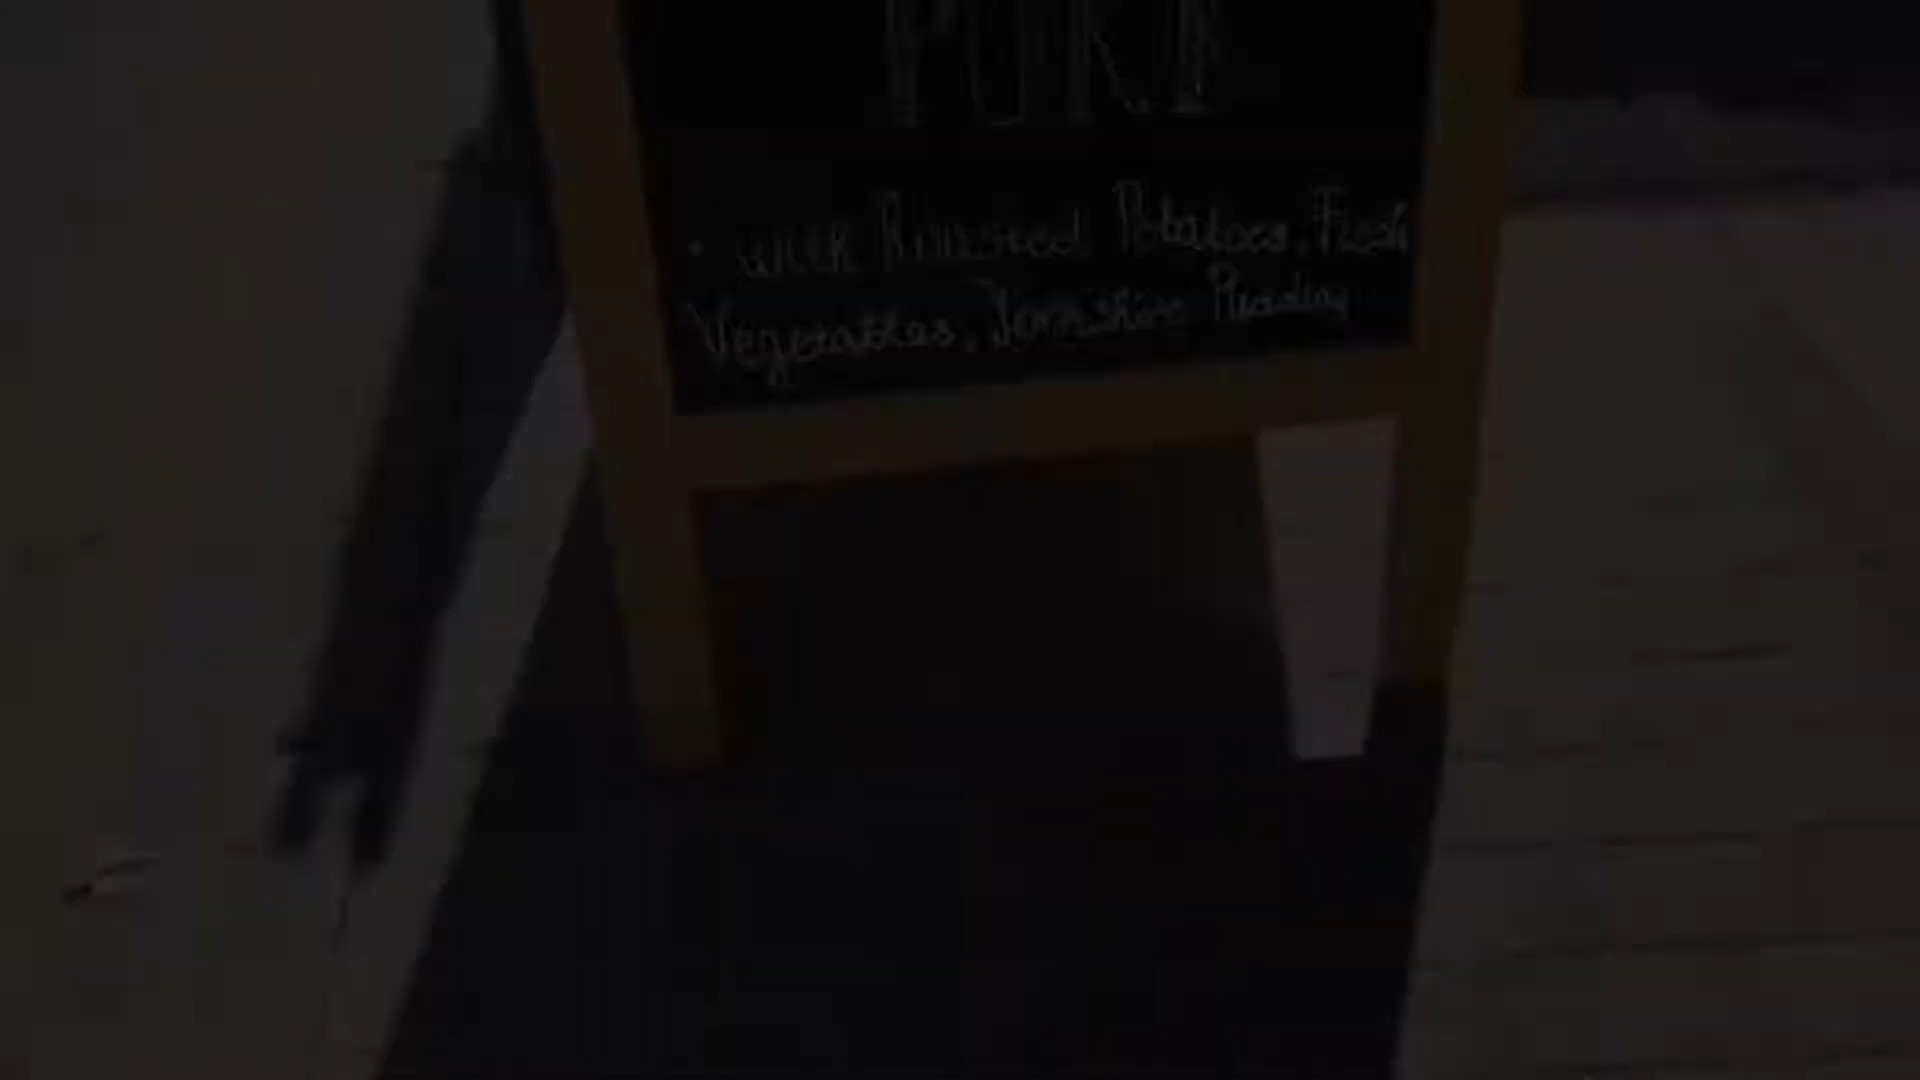 PORK
• with Roasted Potatoes, Fresh
Vegetables, Yorkshire Pudding